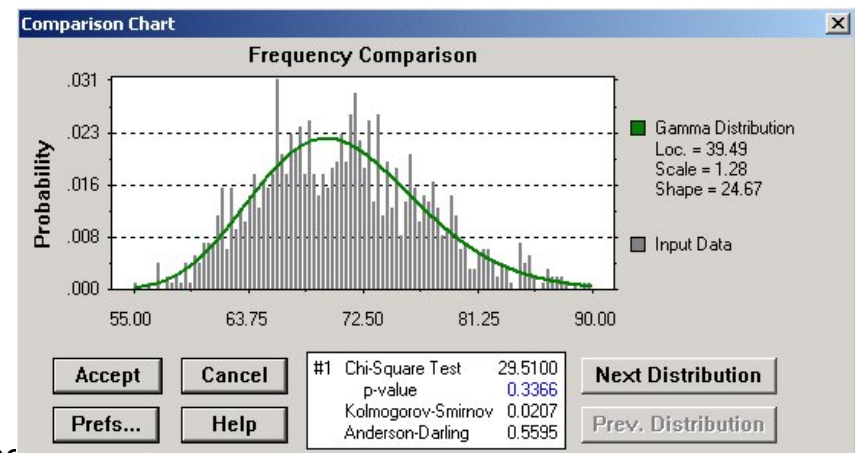 Comparison Chart
Frequency Comparison
Probability
.031
.023
.016
.008
.000
55.00 63.75 72.50 81.25 90.00
Gamma Distribution
Loc. = 39.49
Scale = 1.28
Shape = 24.67
Input Data
Accept Cancel
Prefs... Help
#1 Chi-Square Test 29.5100
p-value 0.3366
Kolmogorov-Smirnov 0.0207
Anderson-Darling 0.5595
Next Distribution
Prev. Distribution